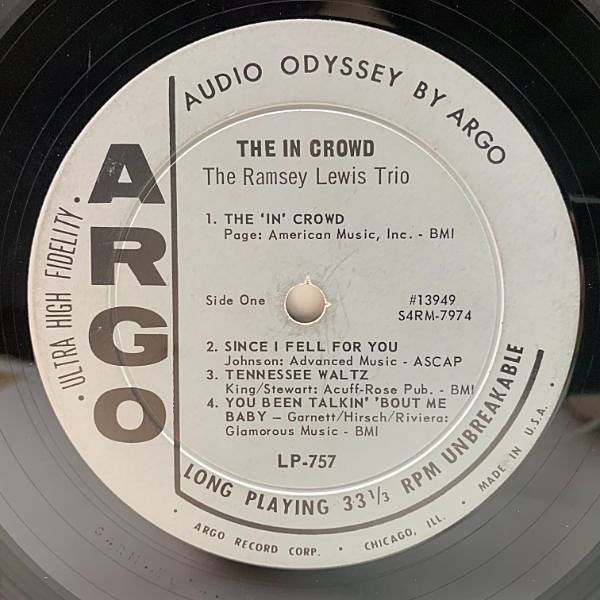 AUDIO ODYSSEY BY ARGO
ARGO
· ULTRA HIGH FIDELITY ·
THE IN CROWD
The Ramsey Lewis Trio
1. THE 'IN' CROWD
Page: American Music, Inc. - BMI
Side One
#13949
S4RM-7974
2. SINCE I FELL FOR YOU
Johnson: Advanced Music - ASCAP
3. TENNESSEE WALTZ
King/Stewart: Acuff-Rose Pub. - BMI
4. YOU BEEN TALKIN' 'BOUT ME
BABY – Garnett/Hirsch/Riviera:
Glamorous Music - BMI
LP-757
LONG PLAYING 33 1/3 RPM UNBREAKABLE
· ARGO RECORD CORP. · CHICAGO, ILL. · MADE IN U.S.A. ·